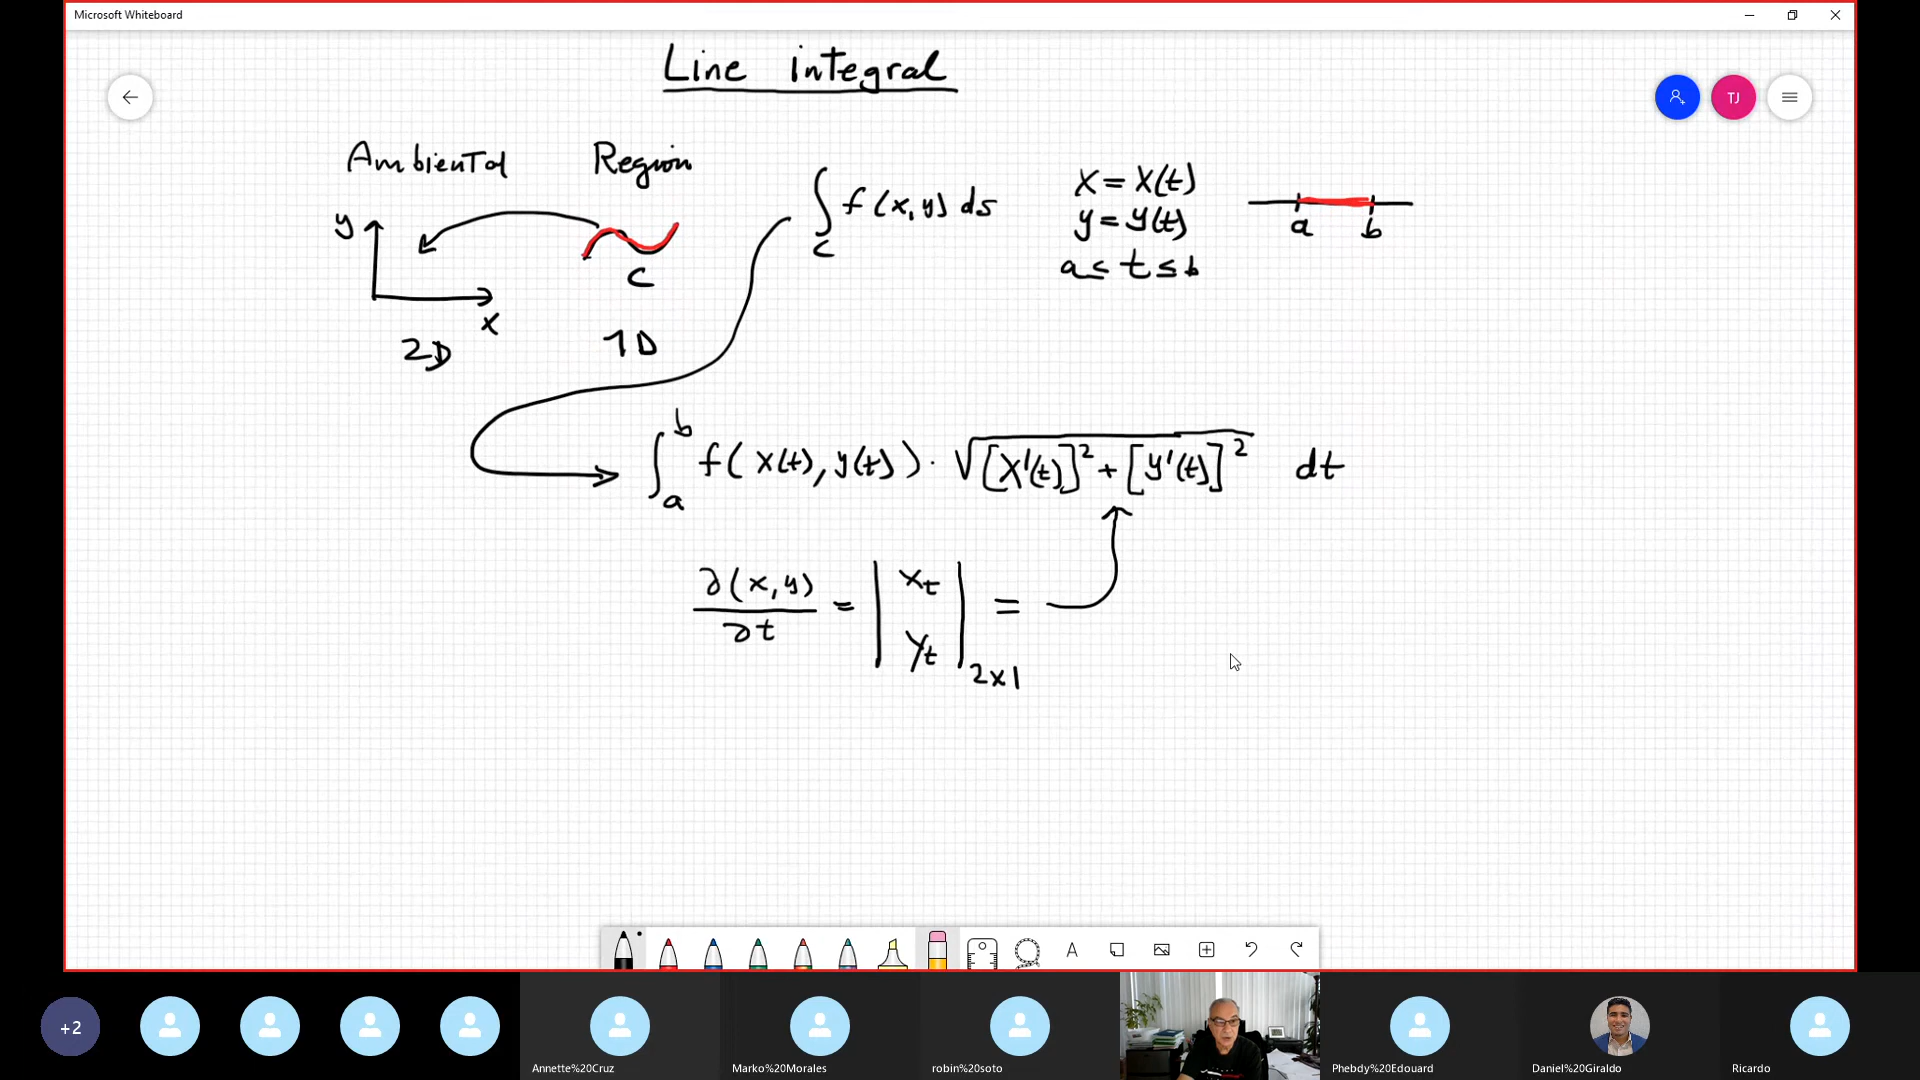 Microsoft Whiteboard
Line integral
TJ
Ambiental Region
y
x
2D
C
1D
∫_C f(x,y) ds
x = x(t)
y = y(t)
a ≤ t ≤ b
a b
∫_a^b f(x(t), y(t)) · √[x'(t)]² + [y'(t)]² dt
∂(x,y)/∂t = | x_t y_t |_2x1 =
A
+2
Annette%20Cruz
Marko%20Morales
robin%20soto
Phebdy%20Edouard
Daniel%20Giraldo
Ricardo